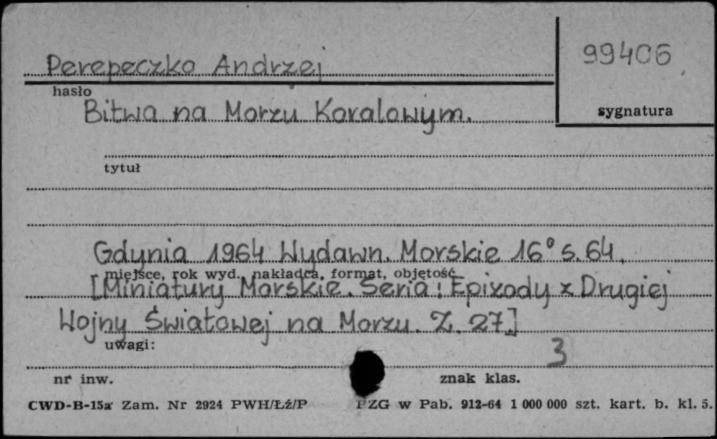 Perepeczko Andrzej
99406
hasło
sygnatura
Bitwa na Morzu Koralowym.
tytuł
Gdynia 1964 Wydawn. Morskie 16° s. 64.
miejsce, rok wyd., nakładca, format, objętość
[Miniatury Morskie. Seria: Epizody z Drugiej
Wojny Światowej na Morzu. Z. 27]
uwagi:
3
nr inw.
znak klas.
CWD-B-15a Zam. Nr 2924 PWH/Łź/P PZG w Pab. 912-64 1 000 000 szt. kart. b. kl. 5.